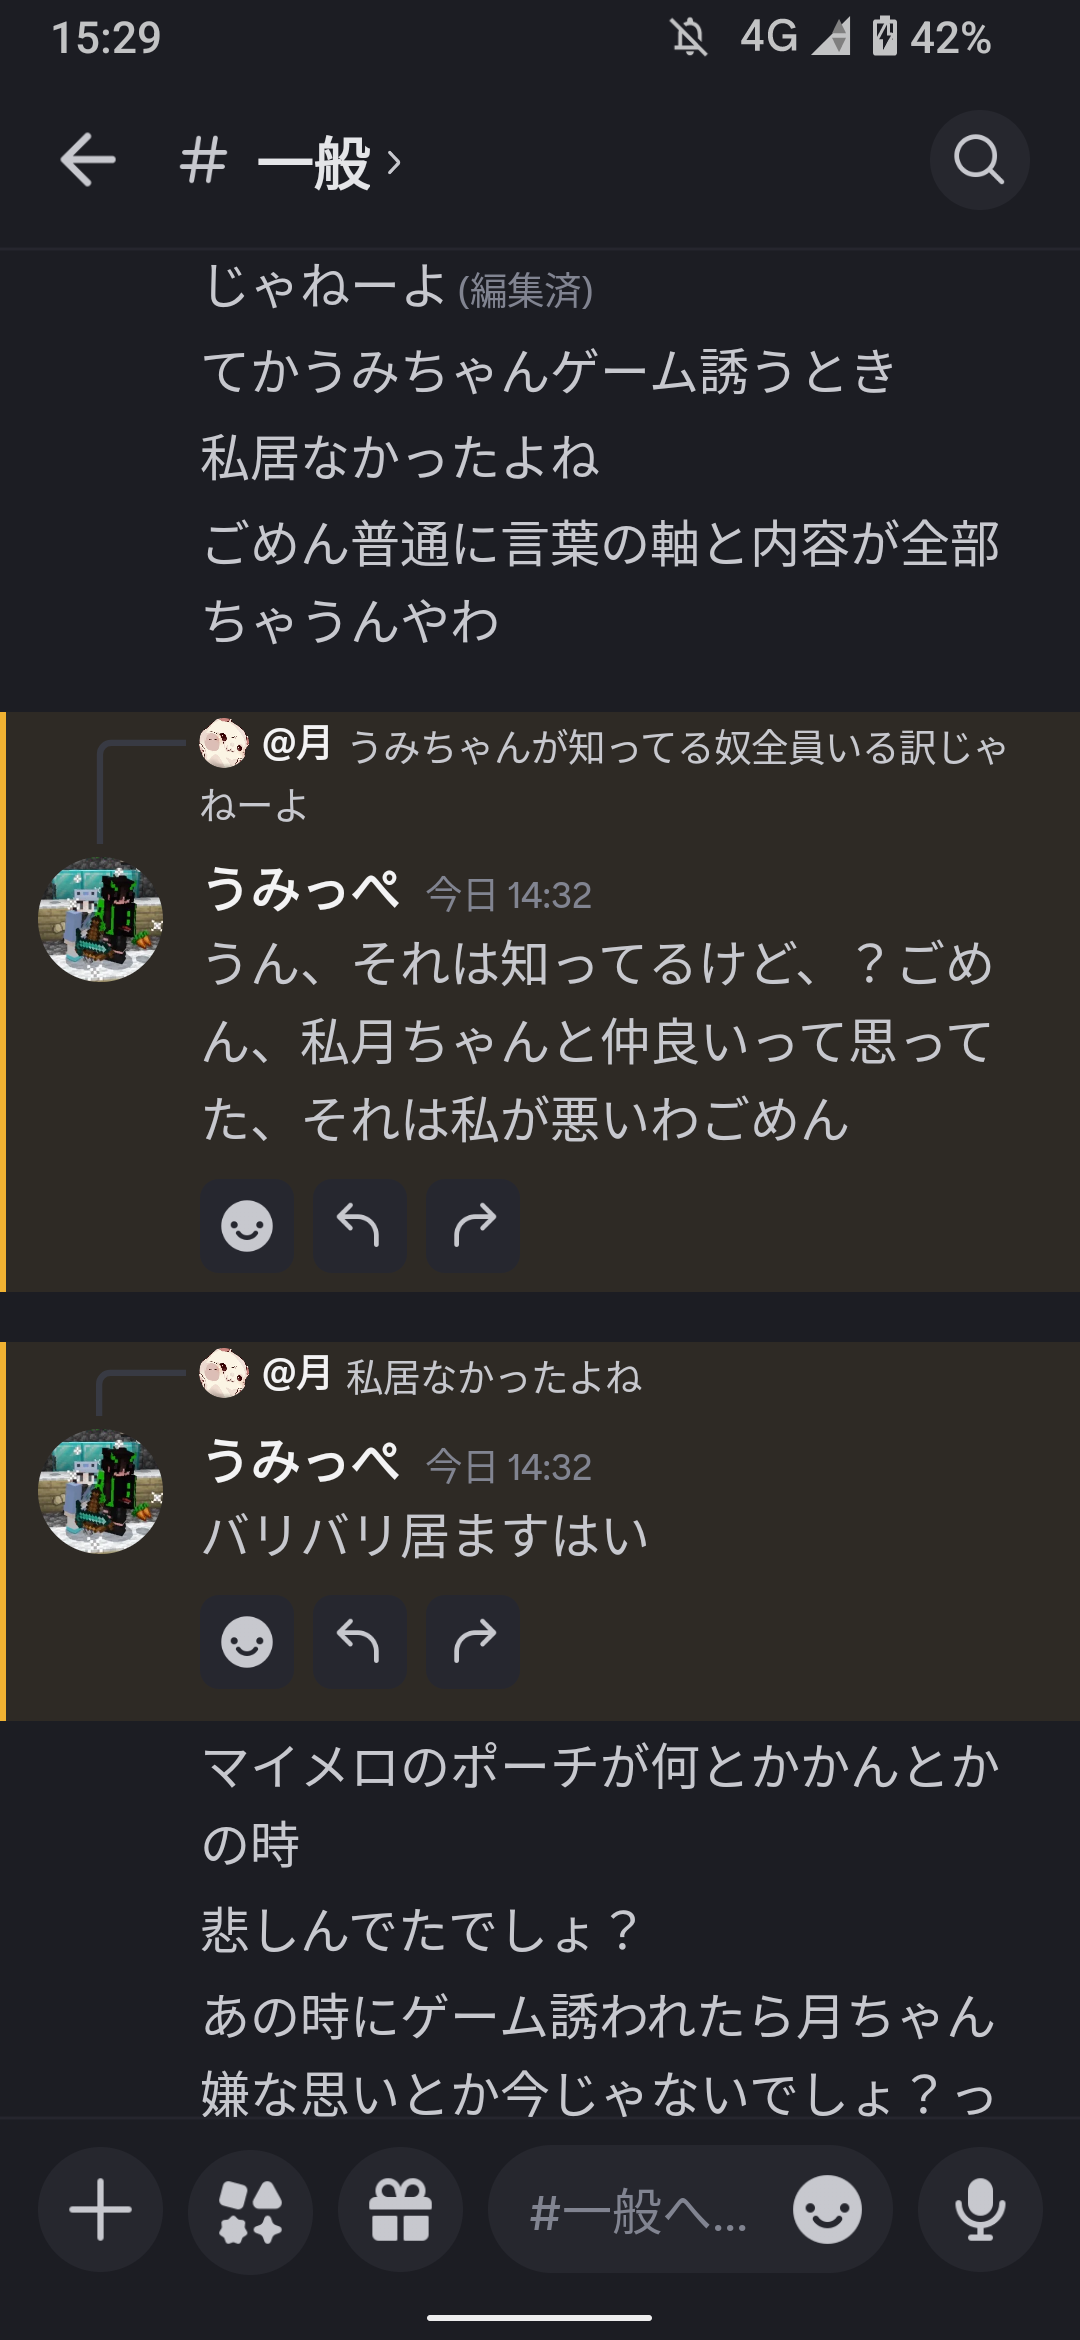 15:29 4G 42%
# 一般 ›
じゃねーよ (編集済)
てかうみちゃんゲーム誘うとき
私居なかったよね
ごめん普通に言葉の軸と内容が全部
ちゃうんやわ
@月 うみちゃんが知ってる奴全員いる訳じゃ
ねーよ
うみっぺ 今日 14:32
うん、それは知ってるけど、？ごめ
ん、私月ちゃんと仲良いって思って
た、それは私が悪いわごめん
@月 私居なかったよね
うみっぺ 今日 14:32
バリバリ居ますはい
マイメロのポーチが何とかかんとか
の時
悲しんでたでしょ？
あの時にゲーム誘われたら月ちゃん
嫌な思いとか今じゃないでしょ？っ
#一般へ...